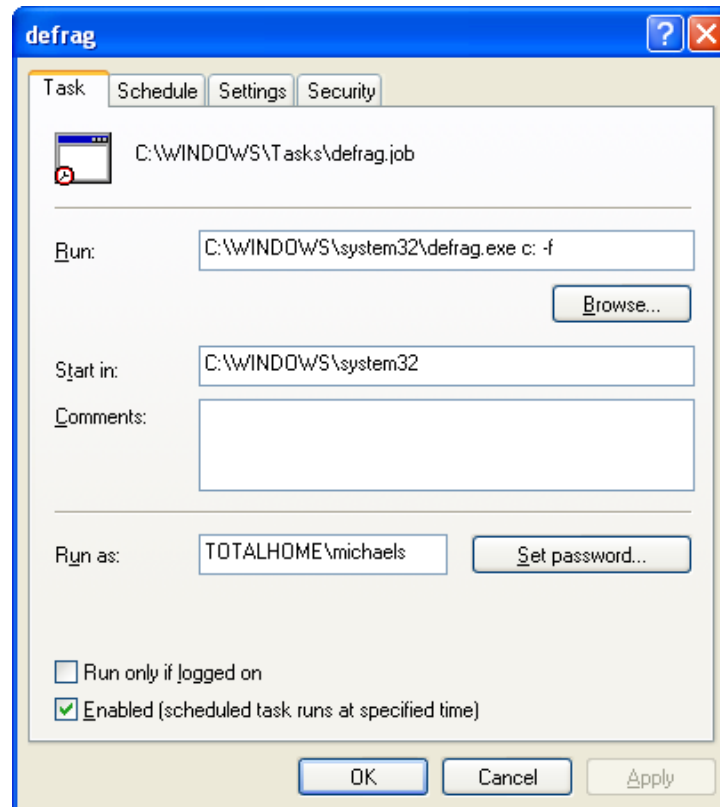 defrag
Task Schedule Settings Security
C:\WINDOWS\Tasks\defrag.job
Run: C:\WINDOWS\system32\defrag.exe c: -f
Browse...
Start in: C:\WINDOWS\system32
Comments:
Run as: TOTALHOME\michaels Set password...
Run only if logged on
Enabled (scheduled task runs at specified time)
OK Cancel Apply